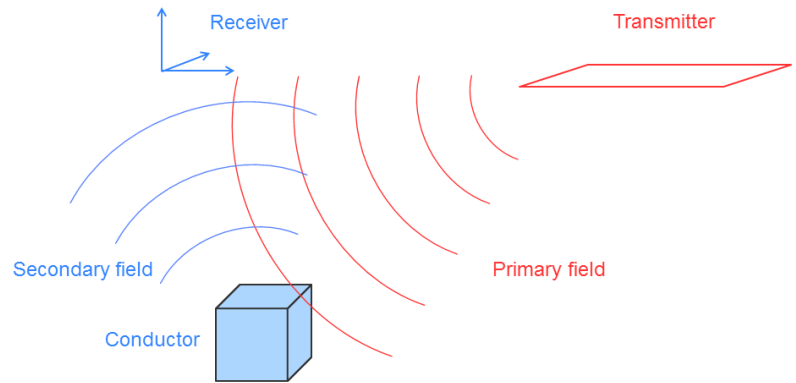 Receiver
Transmitter
Secondary field
Primary field
Conductor